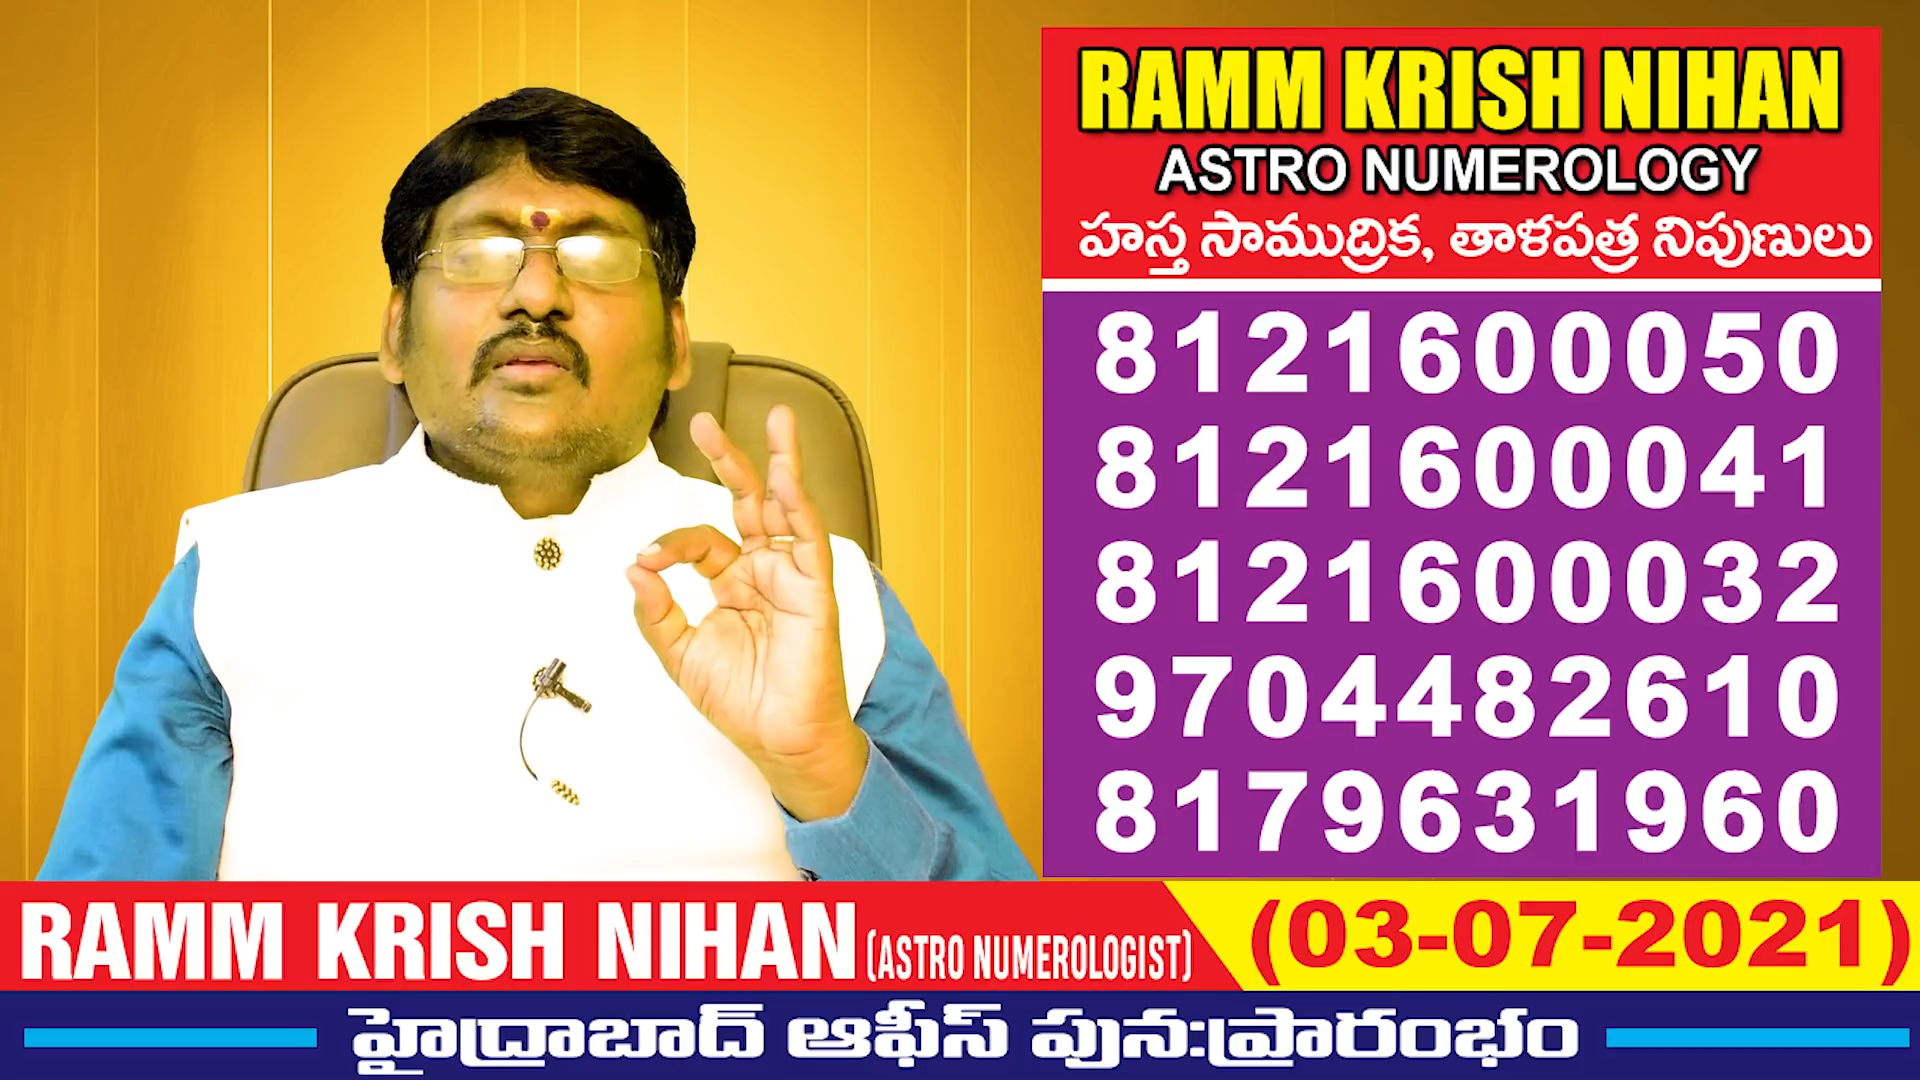 RAMM KRISH NIHAN
ASTRO NUMEROLOGY
హస్త సాముద్రిక, తాళపత్ర నిపుణులు
8121600050
8121600041
8121600032
9704482610
8179631960
RAMM KRISH NIHAN (ASTRO NUMEROLOGIST)
(03-07-2021)
హైద్రాబాద్ ఆఫీస్ పున:ప్రారంభం